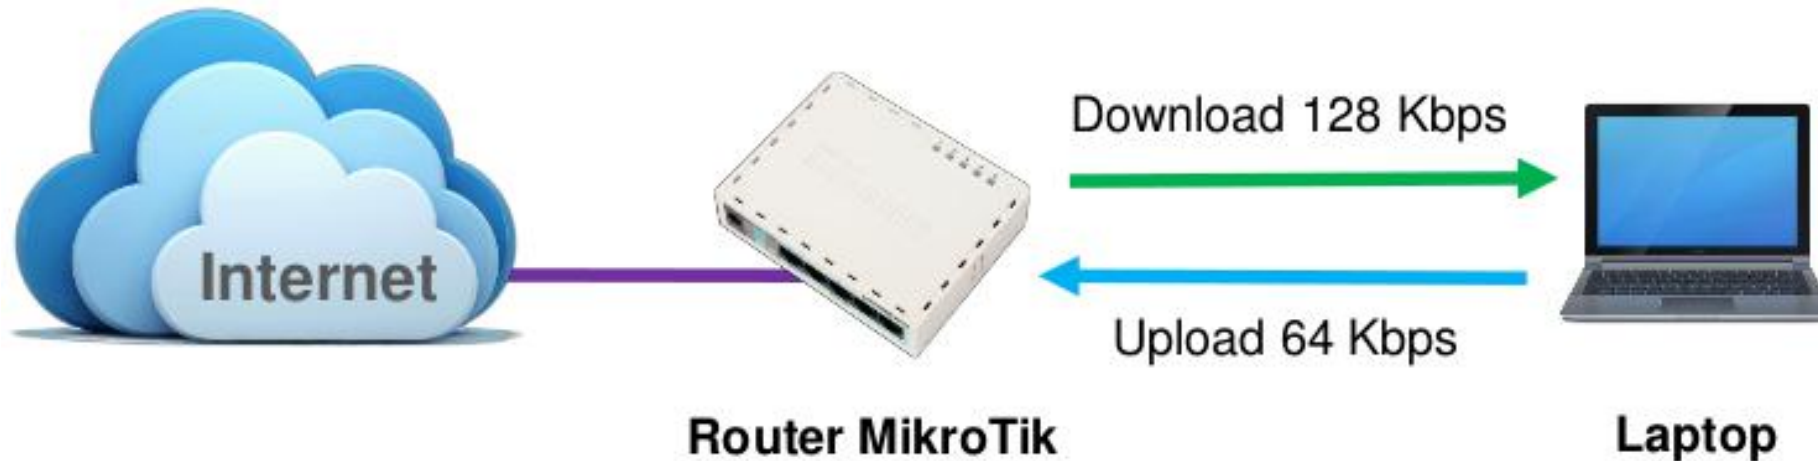 Download 128 Kbps
Internet
Upload 64 Kbps
Router MikroTik
Laptop